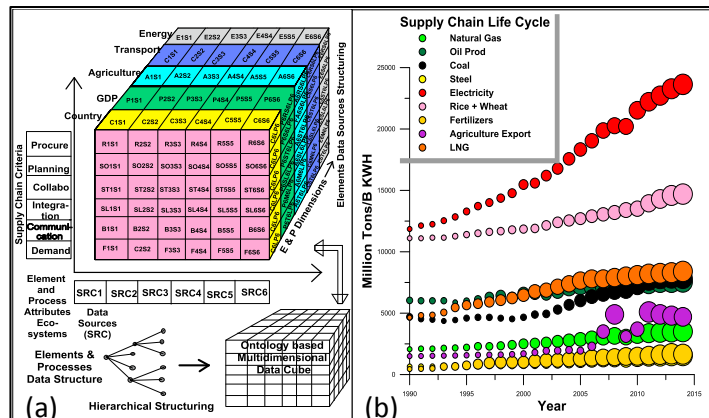 Energy E1S1 E2S2 E3S3 E4S4 E5S5 E6S6
Transport C1S1 C2S2 C3S3 C4S4 C5S5 C6S6
Agriculture A1S1 A2S2 A3S3 A4S4 A5S5 A6S6
GDP P1S1 P2S2 P3S3 P4S4 P5S5 P6S6
Country C1S1 C2S2 C3S3 C4S4 C5S5 C6S6
R1S1 R2S2 R3S3 R4S4 R5S5 R6S6
SO1S1 SO2S2 SO3S3 SO4S4 SO5S5 SO6S6
ST1S1 ST2S2 ST3S3 ST4S4 ST5S5 ST6S6
SL1S1 SL2S2 SL3S3 SL4S4 SL5S5 SL6S6
B1S1 B2S2 B3S3 B4S4 B5S5 B6S6
F1S1 C2S2 F3S3 F4S4 F5S5 F6S6
Supply Chain Criteria
Procure
Planning
Collabo
Integra-
tion
Communi-
cation
Demand
E & P Dimensions
Elements Data Sources Structuring
Element
and
Process
Attributes
Eco-
systems
SRC1 SRC2 SRC3 SRC4 SRC5 SRC6
Data
Sources
(SRC)
Elements &
Processes
Data Structure
Hierarchical Structuring
Ontology based
Multidimensional
Data Cube
(a)
Supply Chain Life Cycle
Natural Gas
Oil Prod
Coal
Steel
Electricity
Rice + Wheat
Fertilizers
Agriculture Export
LNG
Million Tons/B KWH
25000
20000
15000
10000
5000
0
1990 1995 2000 2005 2010 2015
Year
(b)